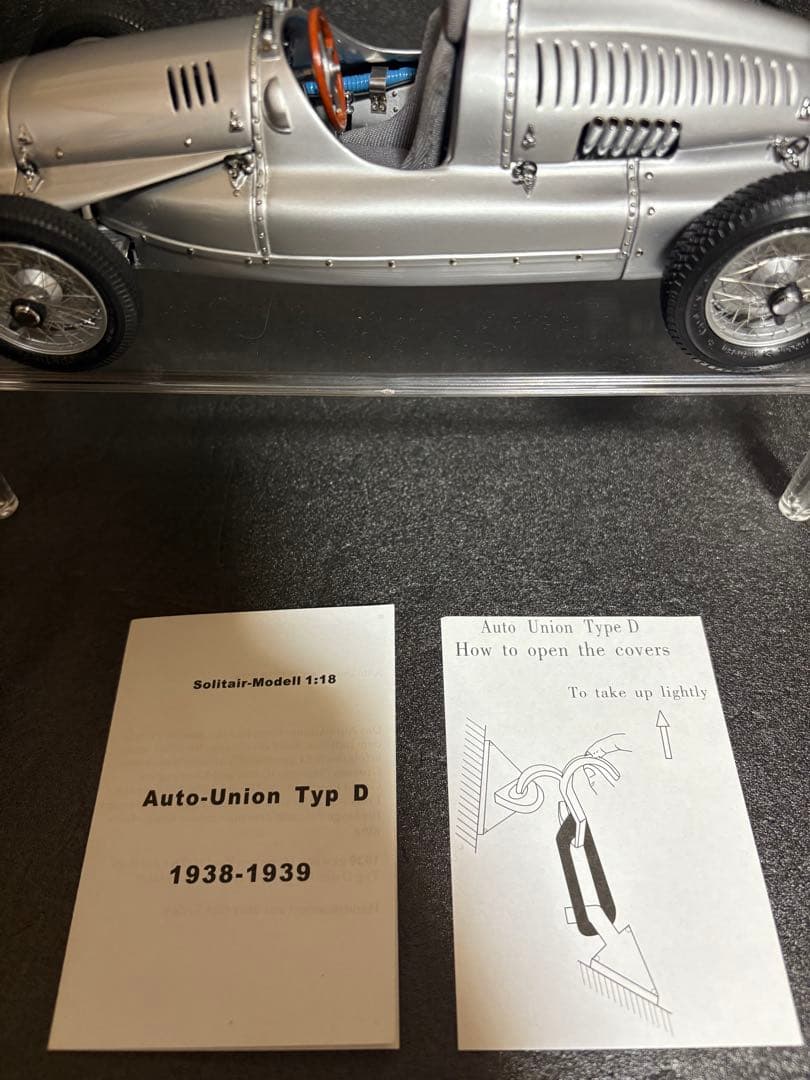 Solitair-Modell 1:18
Auto-Union Typ D
1938-1939
Auto Union Type D
How to open the covers
To take up lightly